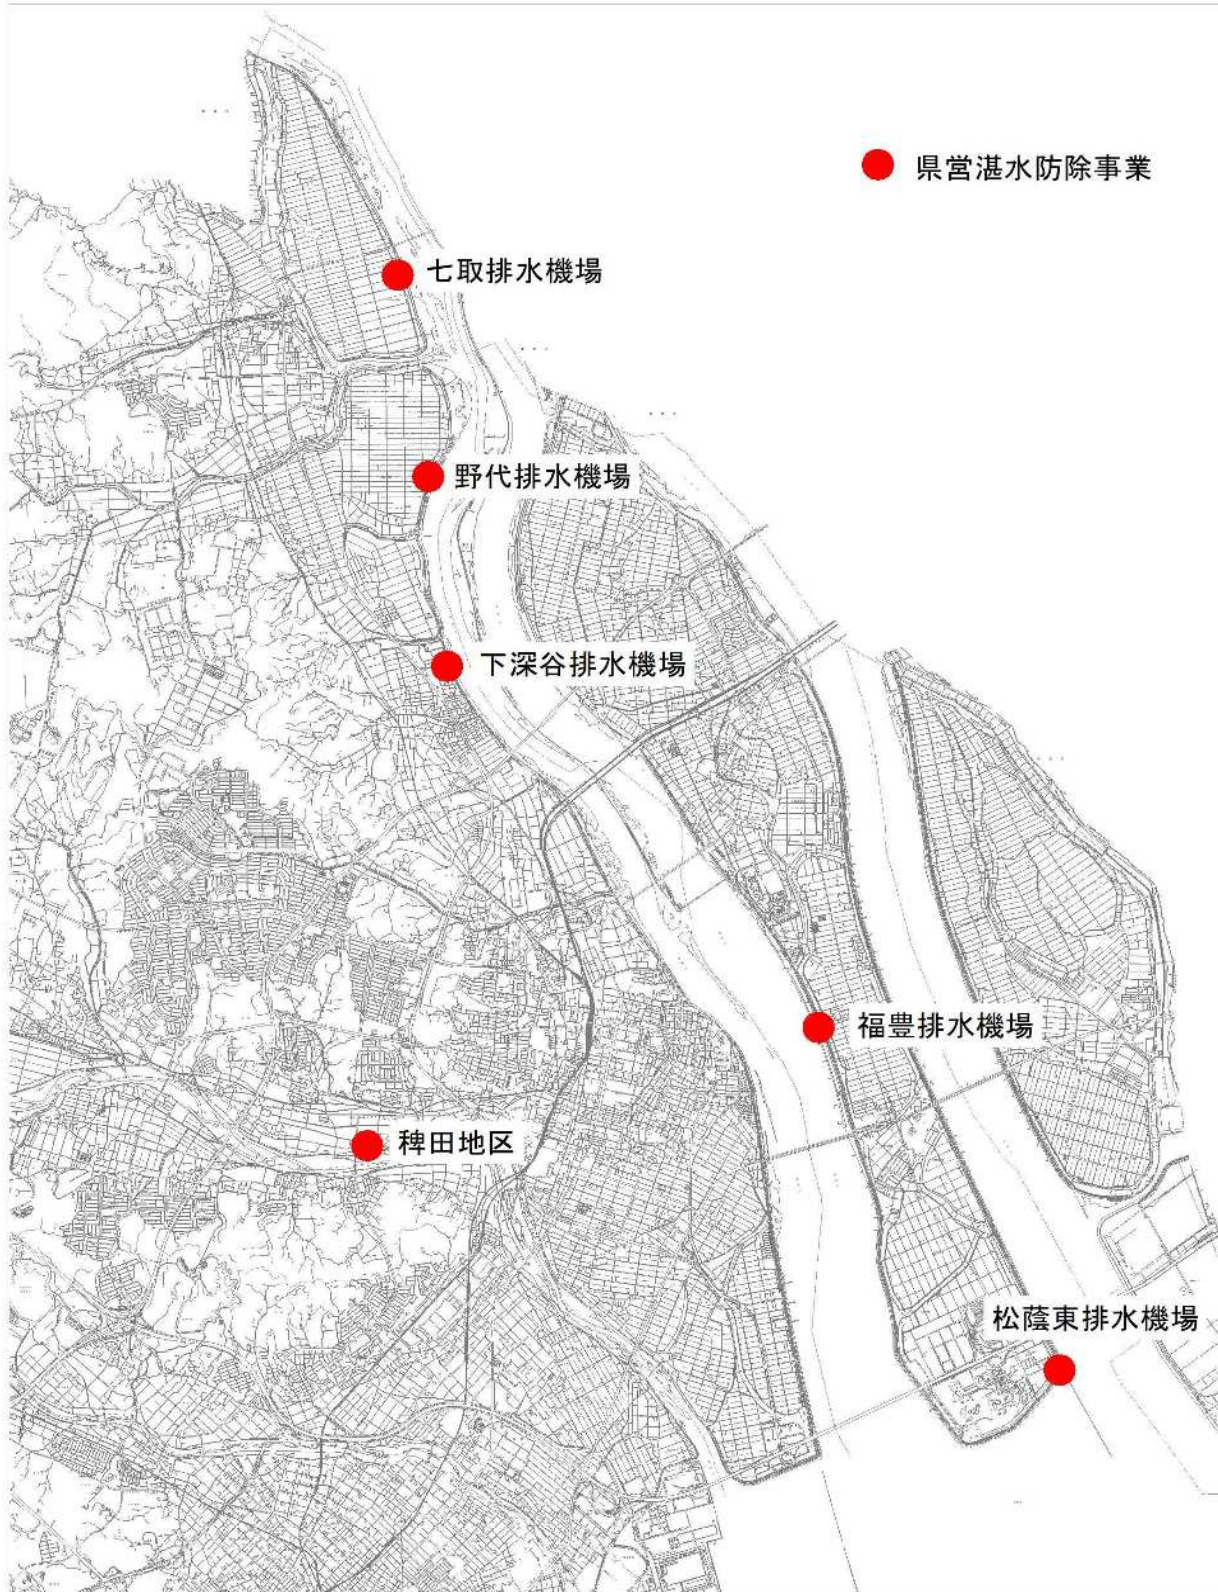 県営湛水防除事業
七取排水機場
野代排水機場
下深谷排水機場
福豊排水機場
稗田地区
松蔭東排水機場